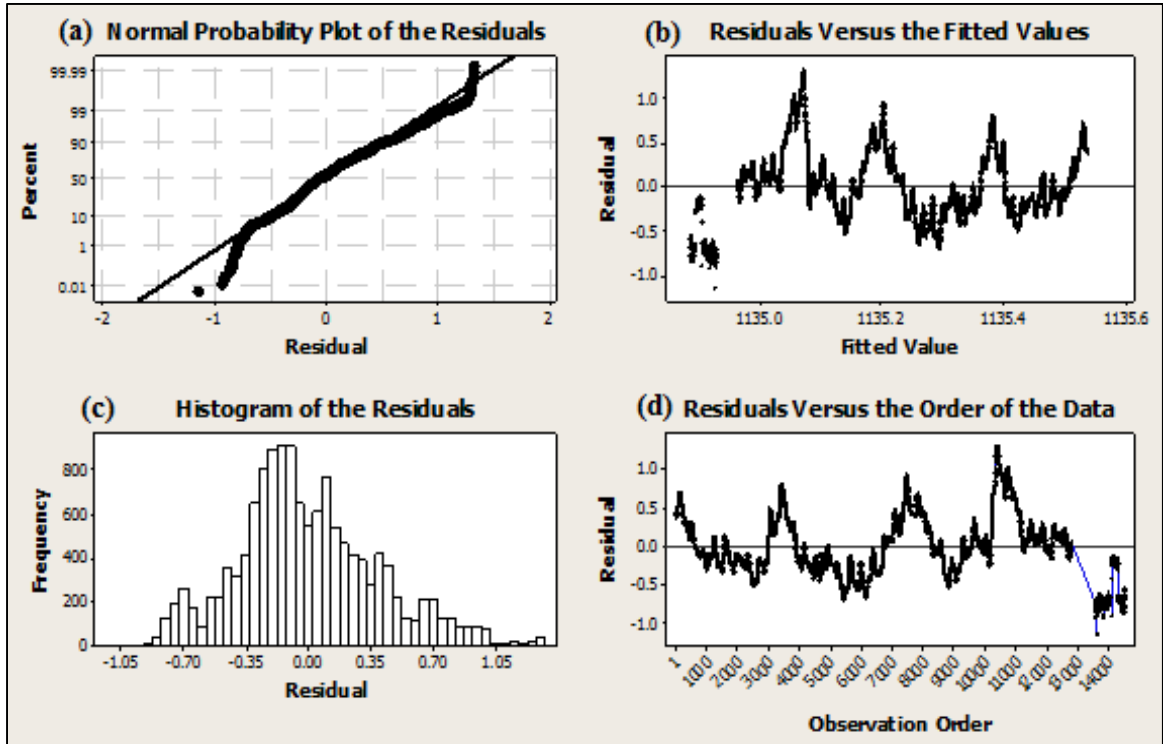 (a) Normal Probability Plot of the Residuals
99.99
99
90
50
10
1
0.01
Percent
-2 -1 0 1 2
Residual
(b) Residuals Versus the Fitted Values
1.0
0.5
0.0
-0.5
-1.0
Residual
1135.0 1135.2 1135.4 1135.6
Fitted Value
(c) Histogram of the Residuals
800
600
400
200
0
Frequency
-1.05 -0.70 -0.35 0.00 0.35 0.70 1.05
Residual
(d) Residuals Versus the Order of the Data
1.0
0.5
0.0
-0.5
-1.0
Residual
1 1000 2000 3000 4000 5000 6000 7000 8000 9000 10000 11000 12000 13000 14000
Observation Order